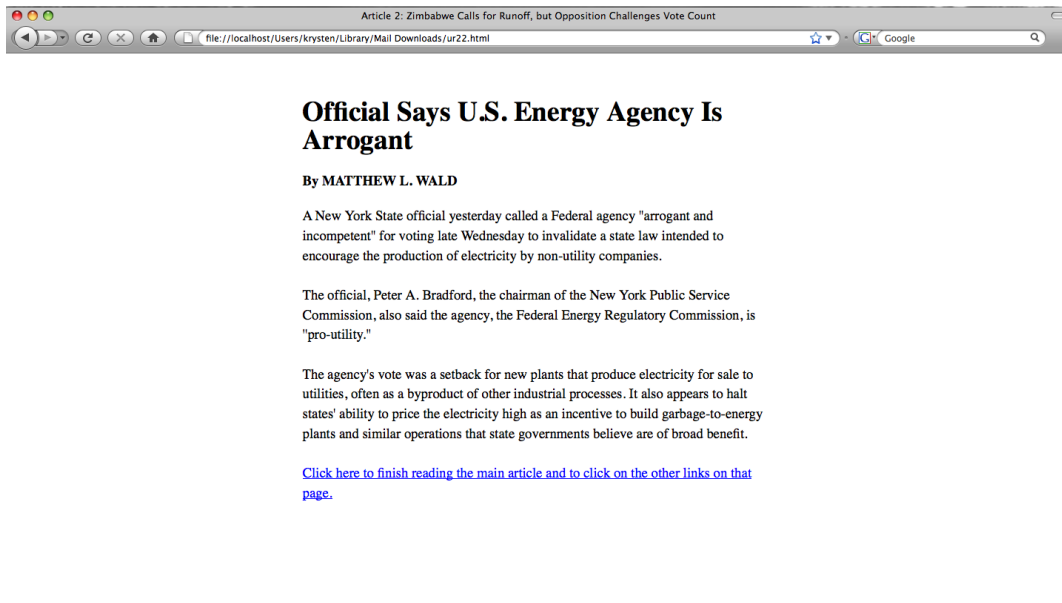 Article 2: Zimbabwe Calls for Runoff, but Opposition Challenges Vote Count
file://localhost/Users/krysten/Library/Mail Downloads/ur22.html
G
Google
Official Says U.S. Energy Agency Is
Arrogant
By MATTHEW L. WALD
A New York State official yesterday called a Federal agency "arrogant and
incompetent" for voting late Wednesday to invalidate a state law intended to
encourage the production of electricity by non-utility companies.
The official, Peter A. Bradford, the chairman of the New York Public Service
Commission, also said the agency, the Federal Energy Regulatory Commission, is
"pro-utility."
The agency's vote was a setback for new plants that produce electricity for sale to
utilities, often as a byproduct of other industrial processes. It also appears to halt
states' ability to price the electricity high as an incentive to build garbage-to-energy
plants and similar operations that state governments believe are of broad benefit.
Click here to finish reading the main article and to click on the other links on that
page.